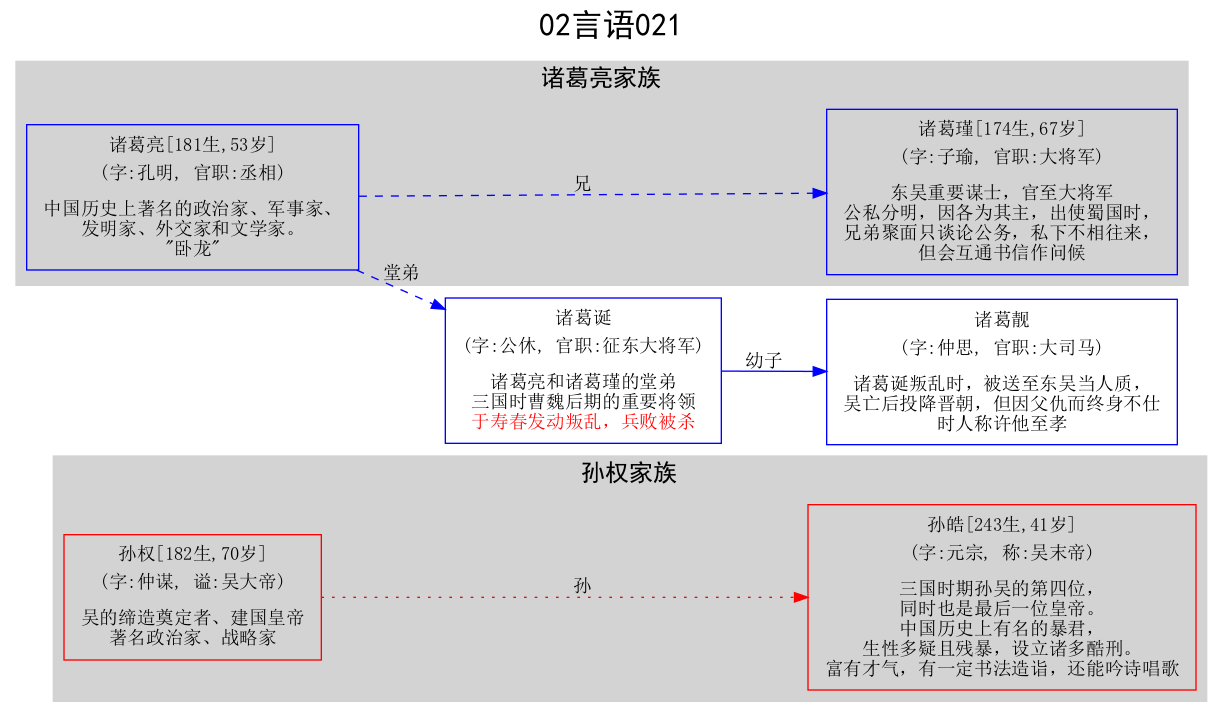 02言语021
诸葛亮家族
诸葛亮[181生,53岁]
(字:孔明, 官职:丞相)
中国历史上著名的政治家、军事家、
发明家、外交家和文学家。
"卧龙"
兄
诸葛瑾[174生,67岁]
(字:子瑜, 官职:大将军)
东吴重要谋士，官至大将军
公私分明，因各为其主，出使蜀国时，
兄弟聚面只谈论公务，私下不相往来，
但会互通书信作问候
堂弟
诸葛诞
(字:公休, 官职:征东大将军)
诸葛亮和诸葛瑾的堂弟
三国时曹魏后期的重要将领
于寿春发动叛乱，兵败被杀
幼子
诸葛靓
(字:仲思, 官职:大司马)
诸葛诞叛乱时，被送至东吴当人质，
吴亡后投降晋朝，但因父仇而终身不仕
时人称许他至孝
孙权家族
孙权[182生,70岁]
(字:仲谋, 谥:吴大帝)
吴的缔造奠定者、建国皇帝
著名政治家、战略家
孙
孙皓[243生,41岁]
(字:元宗, 称:吴末帝)
三国时期孙吴的第四位，
同时也是最后一位皇帝。
中国历史上有名的暴君，
生性多疑且残暴，设立诸多酷刑。
富有才气，有一定书法造诣，还能吟诗唱歌